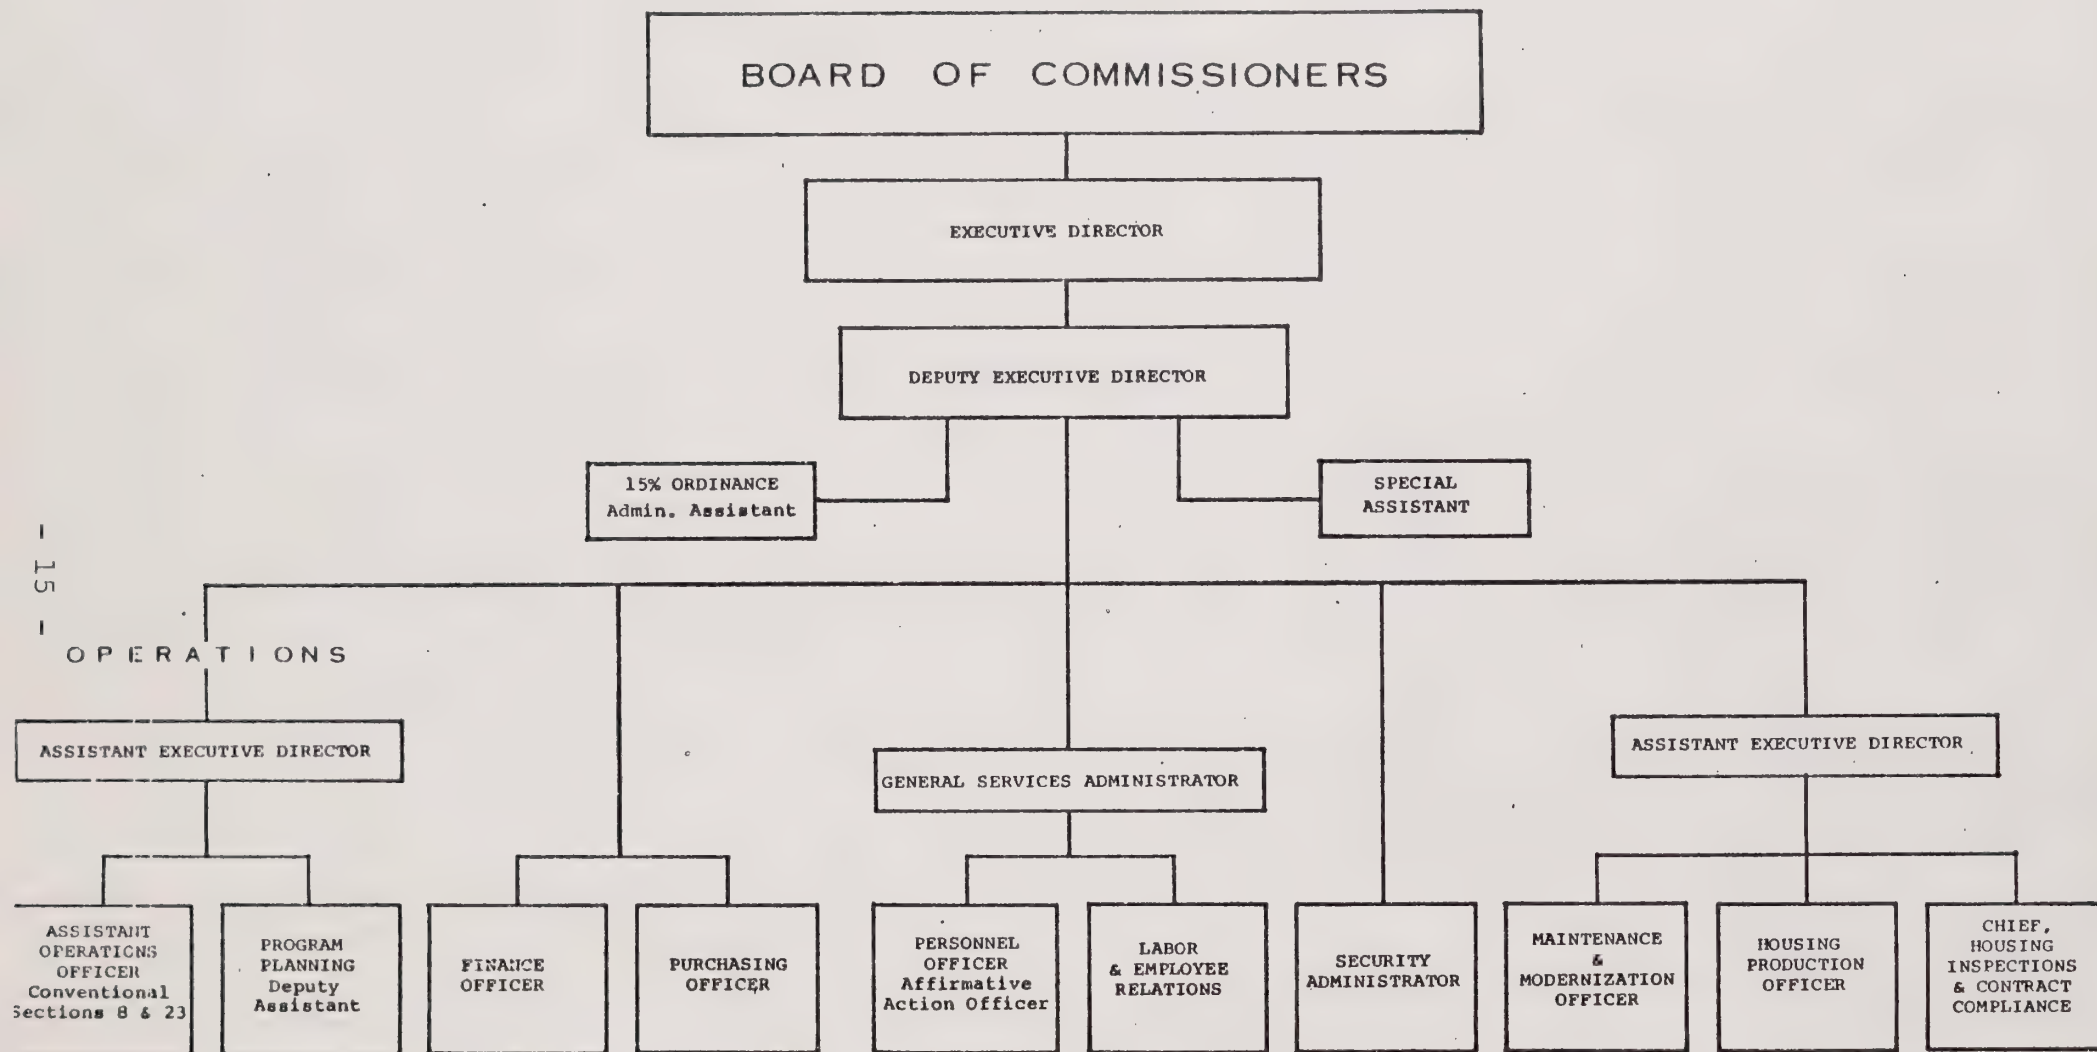 BOARD OF COMMISSIONERS
EXECUTIVE DIRECTOR
DEPUTY EXECUTIVE DIRECTOR
15% ORDINANCE
Admin. Assistant
SPECIAL
ASSISTANT
- 15 -
OPERATIONS
ASSISTANT EXECUTIVE DIRECTOR
GENERAL SERVICES ADMINISTRATOR
ASSISTANT EXECUTIVE DIRECTOR
ASSISTANT
OPERATIONS
OFFICER
Conventional
Sections 8 & 23
PROGRAM
PLANNING
Deputy
Assistant
FINANCE
OFFICER
PURCHASING
OFFICER
PERSONNEL
OFFICER
Affirmative
Action Officer
LABOR
& EMPLOYEE
RELATIONS
SECURITY
ADMINISTRATOR
MAINTENANCE
&
MODERNIZATION
OFFICER
HOUSING
PRODUCTION
OFFICER
CHIEF,
HOUSING
INSPECTIONS
& CONTRACT
COMPLIANCE